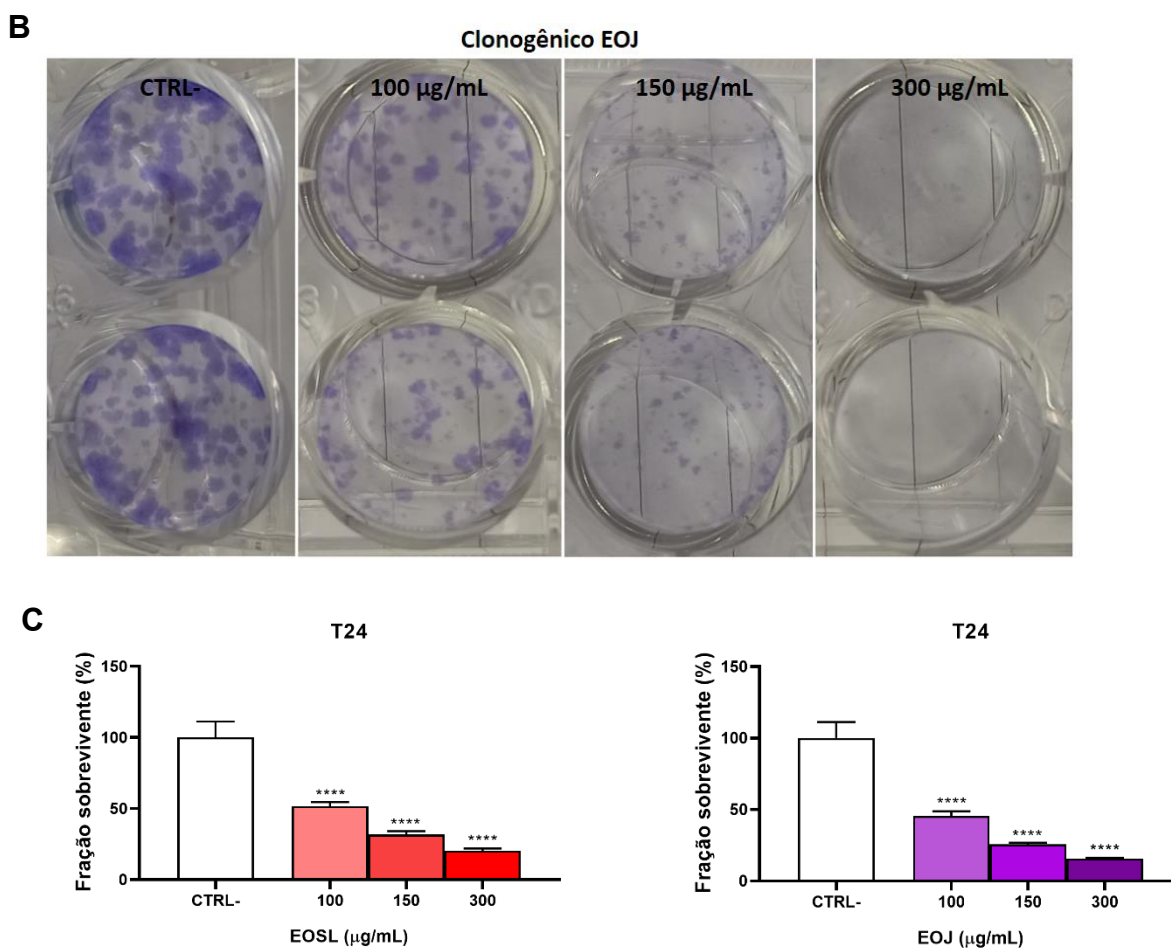 B
Clonogênico EOJ
CTRL- 100 µg/mL 150 µg/mL 300 µg/mL
C
T24
Fração sobrevivente (%)
150
100
50
0
****
****
****
CTRL- 100 150 300
EOSL (µg/mL)
T24
Fração sobrevivente (%)
150
100
50
0
****
****
****
CTRL- 100 150 300
EOJ (µg/mL)